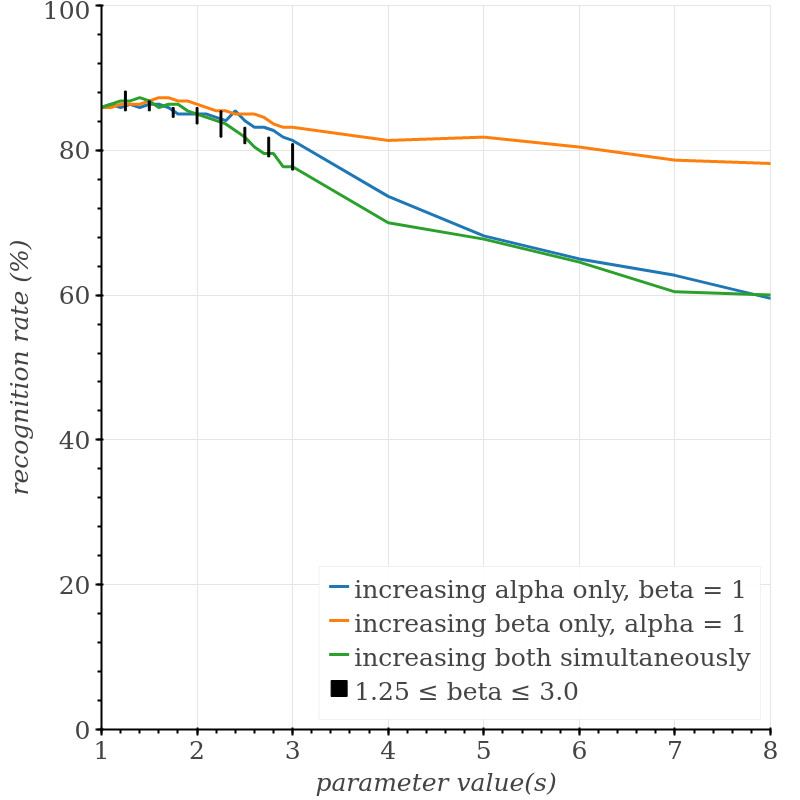 100
80
60
40
20
0
recognition rate (%)
increasing alpha only, beta = 1
increasing beta only, alpha = 1
increasing both simultaneously
1.25 ≤ beta ≤ 3.0
1 2 3 4 5 6 7 8
parameter value(s)